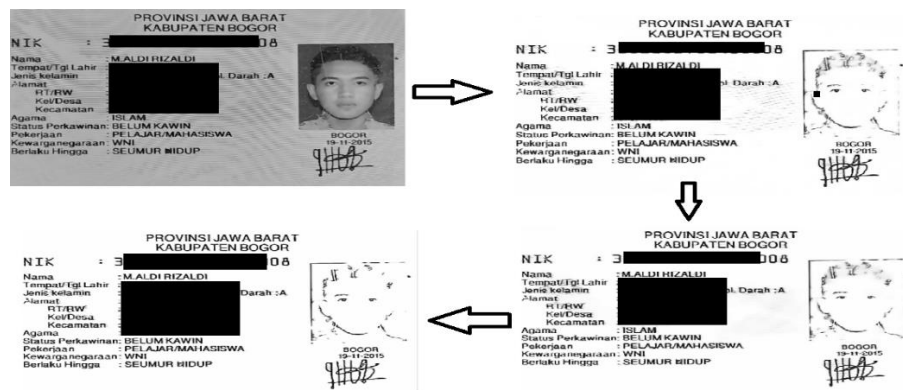 PROVINSI JAWA BARAT
KABUPATEN BOGOR
NIK : 3 08
Nama : M.ALDI RIZALDI
Tempat/Tgl Lahir
Jenis kelamin Darah :A
Alamat
RT/RW
Kel/Desa
Kecamatan
Agama : ISLAM
Status Perkawinan: BELUM KAWIN
Pekerjaan : PELAJAR/MAHASISWA
Kewarganegaraan: WNI
Berlaku Hingga : SEUMUR HIDUP
BOGOR
19-11-2015
PROVINSI JAWA BARAT
KABUPATEN BOGOR
NIK : 3 08
Nama : M.ALDI RIZALDI
Tempat/Tgl Lahir
Jenis kelamin Darah :A
Alamat
RT/RW
Kel/Desa
Kecamatan
Agama : ISLAM
Status Perkawinan: BELUM KAWIN
Pekerjaan : PELAJAR/MAHASISWA
Kewarganegaraan: WNI
Berlaku Hingga : SEUMUR HIDUP
BOGOR
19-11-2015
PROVINSI JAWA BARAT
KABUPATEN BOGOR
NIK : 3 08
Nama : M.ALDI RIZALDI
Tempat/Tgl Lahir
Jenis kelamin Darah :A
Alamat
RT/RW
Kel/Desa
Kecamatan
Agama
Status Perkawinan: BELUM KAWIN
Pekerjaan : PELAJAR/MAHASISWA
Kewarganegaraan: WNI
Berlaku Hingga : SEUMUR HIDUP
BOGOR
19-11-2015
PROVINSI JAWA BARAT
KABUPATEN BOGOR
NIK : 3 008
Nama : M.ALDI RIZALDI
Tempat/Tgl Lahir
Jenis kelamin Darah :A
Alamat
RT/RW
Kel/Desa
Kecamatan
Agama : ISLAM
Status Perkawinan: BELUM KAWIN
Pekerjaan : PELAJAR/MAHASISWA
Kewarganegaraan: WNI
Berlaku Hingga : SEUMUR HIDUP
BOGOR
19-11-2015